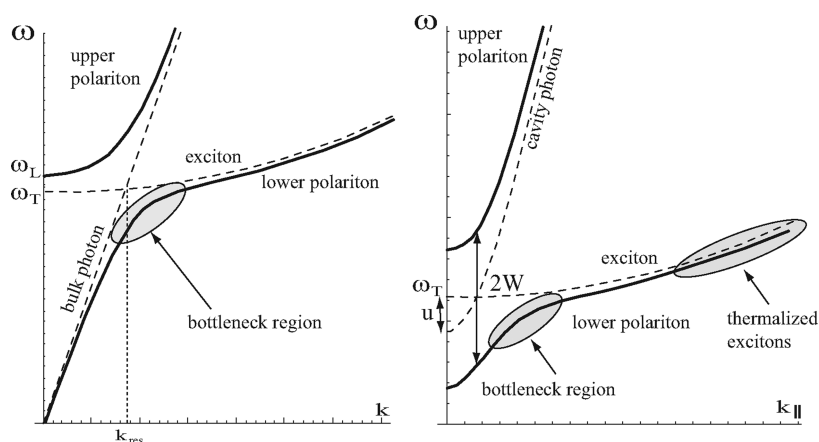 ω
upper
polariton
ω_L
ω_T
exciton
lower polariton
bulk photon
bottleneck region
k
k_res
ω
upper
polariton
cavity photon
exciton
ω_T
u
2W
lower polariton
thermalized
excitons
bottleneck region
k_||